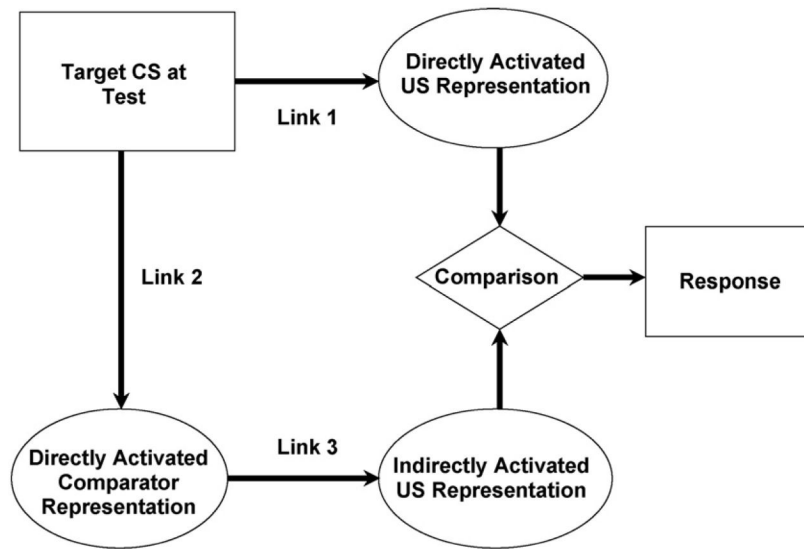 Target CS at
Test
Link 1
Directly Activated
US Representation
Link 2
Comparison
Response
Directly Activated
Comparator
Representation
Link 3
Indirectly Activated
US Representation